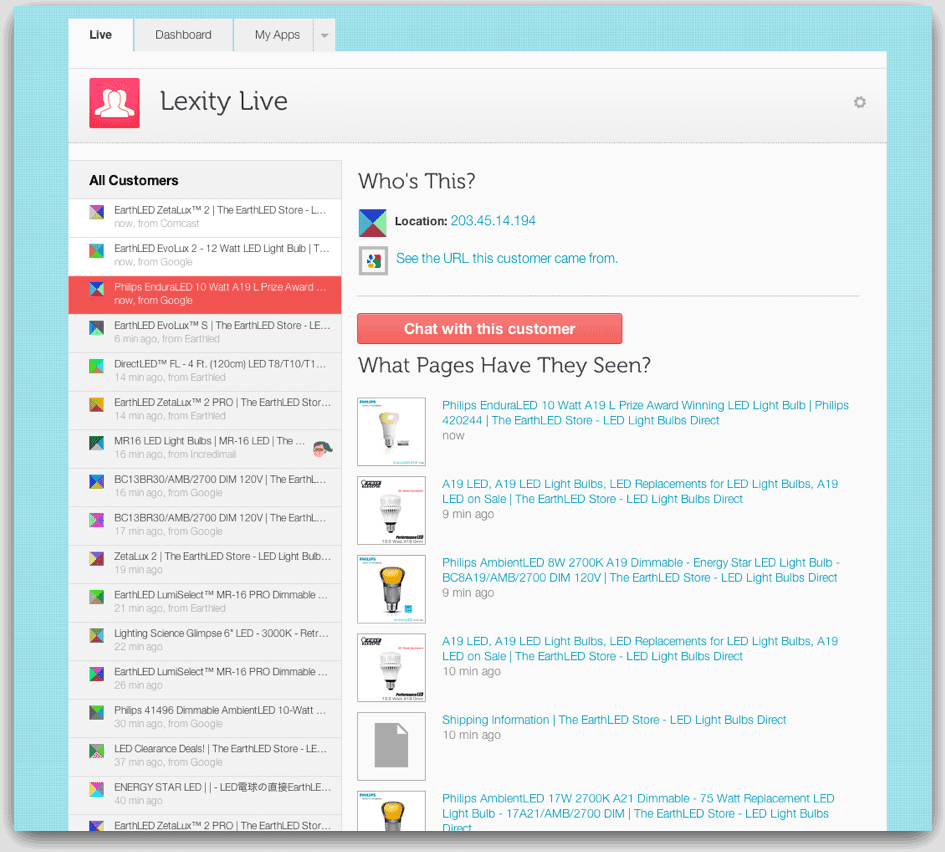 Live
Dashboard
My Apps
Lexity Live
All Customers
EarthLED ZetaLux™ 2 | The EarthLED Store - L...
now, from Comcast
EarthLED EvoLux 2 - 12 Watt LED Light Bulb | T...
now, from Google
Philips EnduraLED 10 Watt A19 L Prize Award ...
now, from Google
EarthLED EvoLux™ S | The EarthLED Store - LE...
6 min ago, from Earthled
DirectLED™ FL - 4 Ft. (120cm) LED T8/T10/T1...
14 min ago, from Earthled
EarthLED ZetaLux™ 2 PRO | The EarthLED Stor...
14 min ago, from Earthled
MR16 LED Light Bulbs | MR-16 LED | The ...
16 min ago, from Incredimail
BC13BR30/AMB/2700 DIM 120V | The EarthL...
16 min ago, from Google
BC13BR30/AMB/2700 DIM 120V | The EarthL...
17 min ago, from Google
ZetaLux 2 | The EarthLED Store - LED Light Bulb...
19 min ago
EarthLED LumiSelect™ MR-16 PRO Dimmable ...
21 min ago, from Earthled
Lighting Science Glimpse 6" LED - 3000K - Retr...
22 min ago
EarthLED LumiSelect™ MR-16 PRO Dimmable ...
26 min ago
Philips 41496 Dimmable AmbientLED 10-Watt ...
30 min ago, from Google
LED Clearance Deals! | The EarthLED Store - LE...
37 min ago, from Google
ENERGY STAR LED | | - LED電球の直接EarthLE...
40 min ago
EarthLED ZetaLux™ 2 PRO | The EarthLED Stor...
Who's This?
Location: 203.45.14.194
See the URL this customer came from.
Chat with this customer
What Pages Have They Seen?
PHILIPS
Philips EnduraLED 10 Watt A19 L Prize Award Winning LED Light Bulb | Philips
420244 | The EarthLED Store - LED Light Bulbs Direct
now
A19 LED, A19 LED Light Bulbs, LED Replacements for LED Light Bulbs, A19
LED on Sale | The EarthLED Store - LED Light Bulbs Direct
9 min ago
PHILIPS
Philips AmbientLED 8W 2700K A19 Dimmable - Energy Star LED Light Bulb -
BC8A19/AMB/2700 DIM 120V | The EarthLED Store - LED Light Bulbs Direct
9 min ago
A19 LED, A19 LED Light Bulbs, LED Replacements for LED Light Bulbs, A19
LED on Sale | The EarthLED Store - LED Light Bulbs Direct
10 min ago
Shipping Information | The EarthLED Store - LED Light Bulbs Direct
10 min ago
PHILIPS
Philips AmbientLED 17W 2700K A21 Dimmable - 75 Watt Replacement LED
Light Bulb - 17A21/AMB/2700 DIM | The EarthLED Store - LED Light Bulbs
Direct